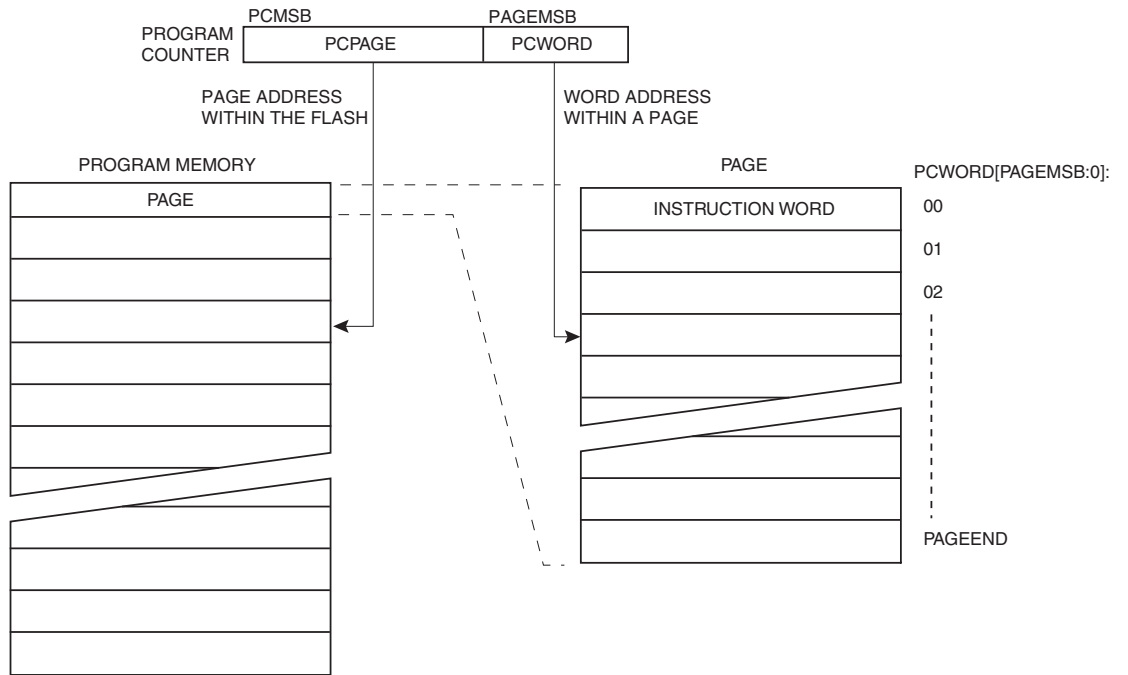 PCMSB PAGEMSB
PROGRAM
COUNTER
PCPAGE PCWORD
PAGE ADDRESS
WITHIN THE FLASH
WORD ADDRESS
WITHIN A PAGE
PROGRAM MEMORY
PAGE
PAGE
PCWORD[PAGEMSB:0]:
INSTRUCTION WORD
00
01
02
PAGEEND